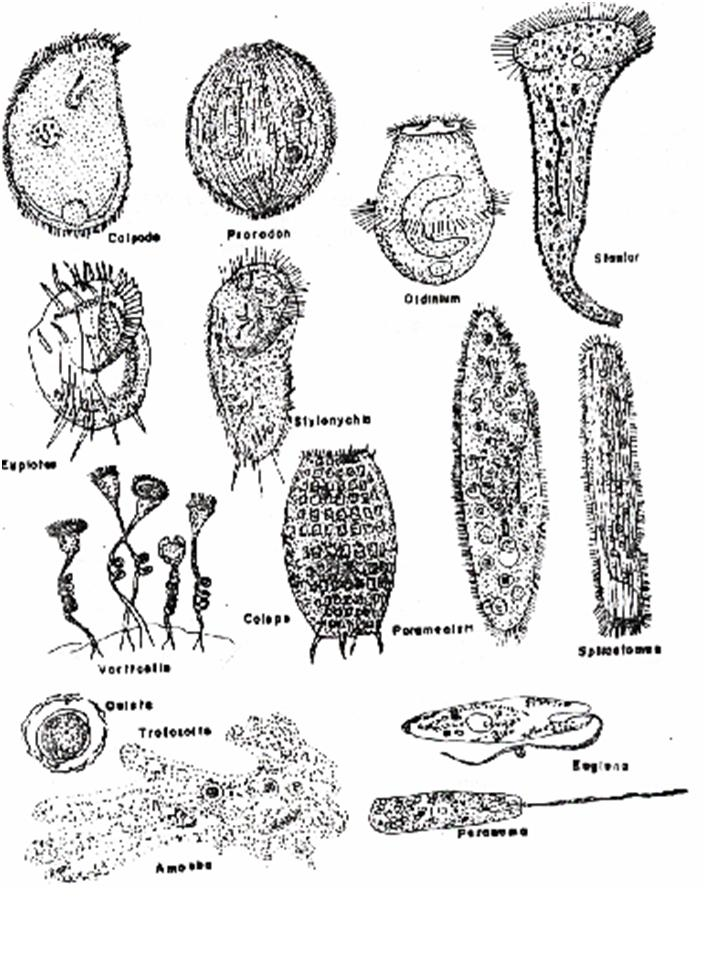 Colpoda
Prorodon
Didinium
Stentor
Euplotes
Stylonychia
Coleps
Paramecium
Spirostomum
Vorticella
Quiste
Trofozoito
Euglena
Peranema
Amoeba